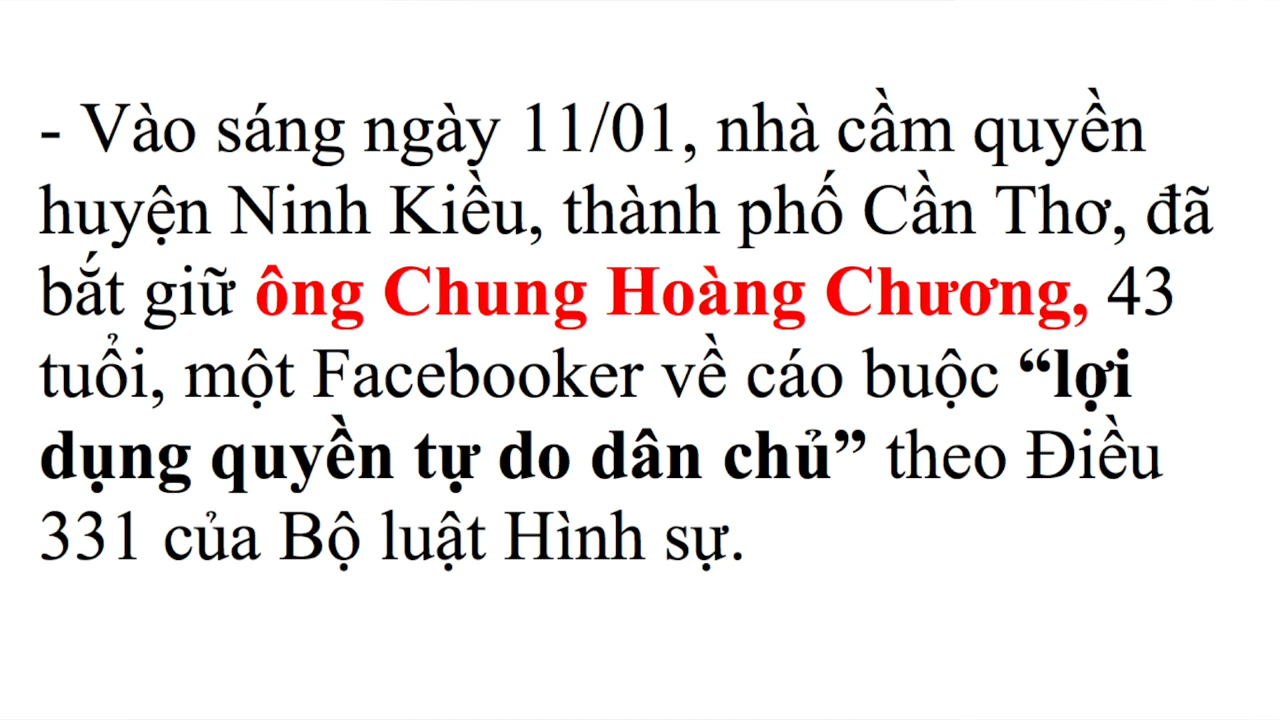 - Vào sáng ngày 11/01, nhà cầm quyền
huyện Ninh Kiều, thành phố Cần Thơ, đã
bắt giữ ông Chung Hoàng Chương, 43
tuổi, một Facebooker về cáo buộc “lợi
dụng quyền tự do dân chủ” theo Điều
331 của Bộ luật Hình sự.